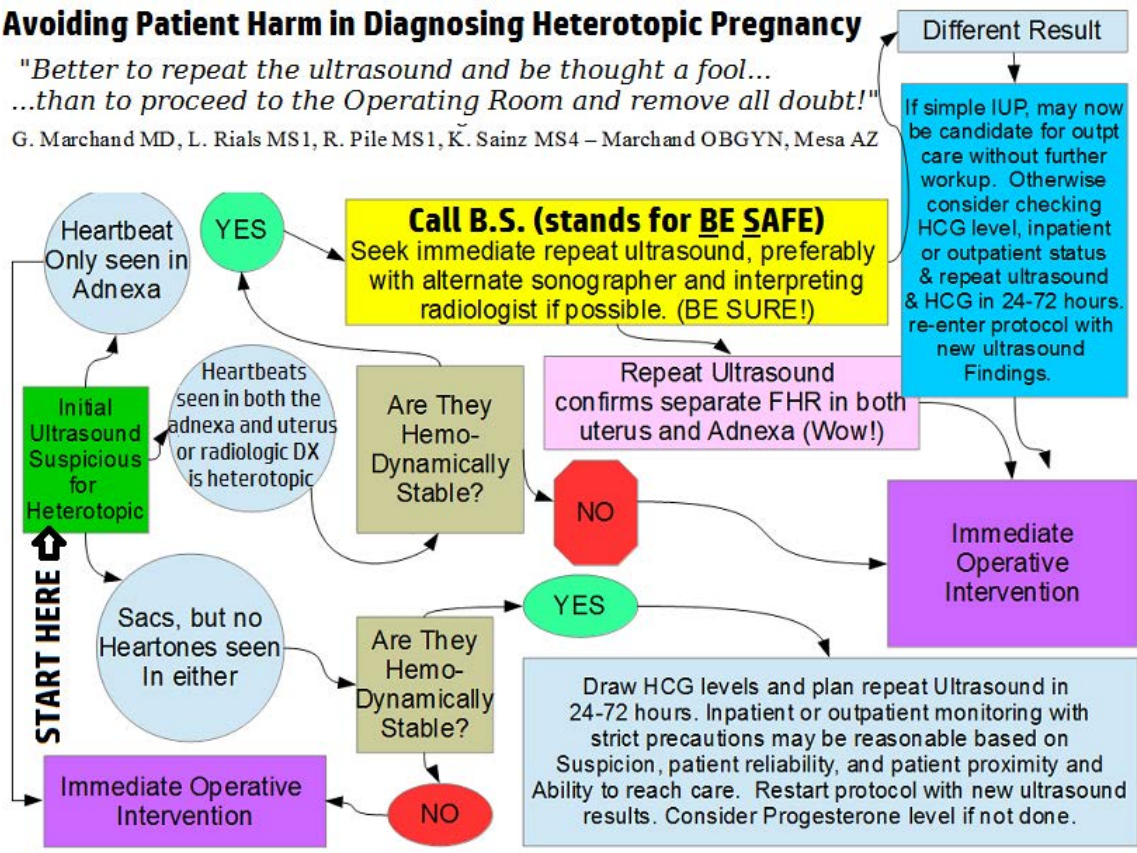 Avoiding Patient Harm in Diagnosing Heterotopic Pregnancy
"Better to repeat the ultrasound and be thought a fool...
...than to proceed to the Operating Room and remove all doubt!"
G. Marchand MD, L. Rials MS1, R. Pile MS1, K. Sainz MS4 – Marchand OBGYN, Mesa AZ
Different Result
If simple IUP, may now
be candidate for outpt
care without further
workup. Otherwise
consider checking
HCG level, inpatient
or outpatient status
& repeat ultrasound
& HCG in 24-72 hours.
re-enter protocol with
new ultrasound
Findings.
Heartbeat
Only seen in
Adnexa
YES
Call B.S. (stands for BE SAFE)
Seek immediate repeat ultrasound, preferably
with alternate sonographer and interpreting
radiologist if possible. (BE SURE!)
Repeat Ultrasound
confirms separate FHR in both
uterus and Adnexa (Wow!)
Heartbeats
seen in both the
adnexa and uterus
or radiologic DX
is heterotopic
Are They
Hemo-
Dynamically
Stable?
Initial
Ultrasound
Suspicious
for
Heterotopic
START HERE
NO
Immediate
Operative
Intervention
Sacs, but no
Heartones seen
In either
Are They
Hemo-
Dynamically
Stable?
YES
Draw HCG levels and plan repeat Ultrasound in
24-72 hours. Inpatient or outpatient monitoring with
strict precautions may be reasonable based on
Suspicion, patient reliability, and patient proximity and
Ability to reach care. Restart protocol with new ultrasound
results. Consider Progesterone level if not done.
NO
Immediate Operative
Intervention